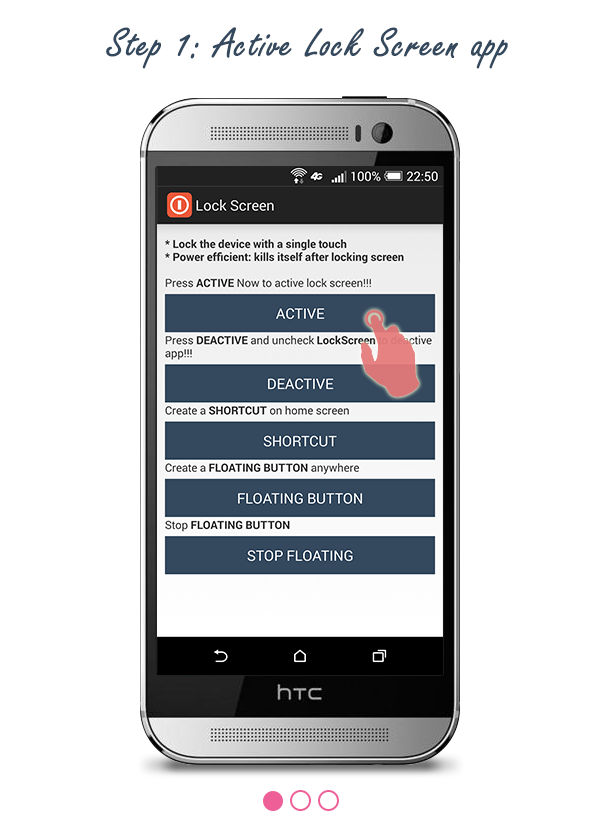 Step 1: Active Lock Screen app
4G 100% 22:50
Lock Screen
* Lock the device with a single touch
* Power efficient: kills itself after locking screen
Press ACTIVE Now to active lock screen!!!
ACTIVE
Press DEACTIVE and uncheck LockScreen to deactive
app!!!
DEACTIVE
Create a SHORTCUT on home screen
SHORTCUT
Create a FLOATING BUTTON anywhere
FLOATING BUTTON
Stop FLOATING BUTTON
STOP FLOATING
hTC